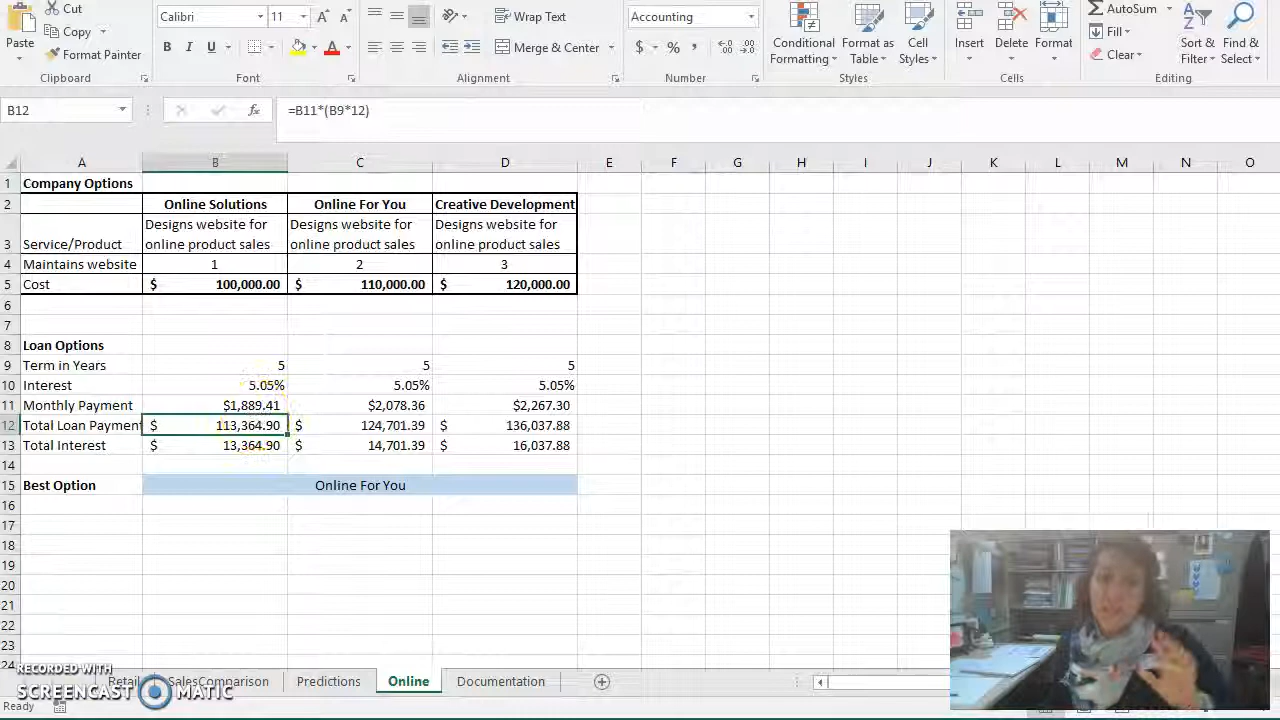 Cut
Calibri 11
Wrap Text
Accounting
AutoSum
Copy
Paste
Format Painter
B I U
Merge & Center
$ % ,
Conditional Formatting
Format as Table
Cell Styles
Insert
Delete
Format
Fill
Clear
Sort & Filter
Find & Select
Clipboard
Font
Alignment
Number
Styles
Cells
Editing
B12
fx
=B11*(B9*12)
A B C D E F G H I J K L M N O
1 Company Options
2 Online Solutions Online For You Creative Development
3 Service/Product Designs website for online product sales Designs website for online product sales Designs website for online product sales
4 Maintains website 1 2 3
5 Cost $ 100,000.00 $ 110,000.00 $ 120,000.00
6
7
8 Loan Options
9 Term in Years 5 5 5
10 Interest 5.05% 5.05% 5.05%
11 Monthly Payment $1,889.41 $2,078.36 $2,267.30
12 Total Loan Payment $ 113,364.90 $ 124,701.39 $ 136,037.88
13 Total Interest $ 13,364.90 $ 14,701.39 $ 16,037.88
14
15 Best Option Online For You
16
17
18
19
20
21
22
23
24
RECORDED WITH
SCREENCAST MATIC
SalesComparis
Predictions
Online
Documentation
Ready